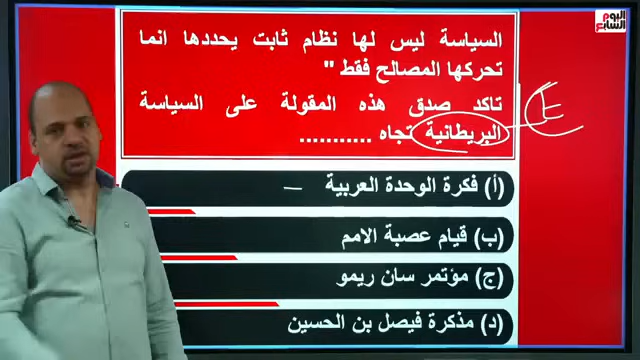 اليوم السابع
السياسة ليس لها نظام ثابت يحددها انما
تحركها المصالح فقط "
تاكد صدق هذه المقولة على السياسة
البريطانية تجاه ...........
(أ) فكرة الوحدة العربية
(ب) قيام عصبة الامم
(ج) مؤتمر سان ريمو
(د) مذكرة فيصل بن الحسين